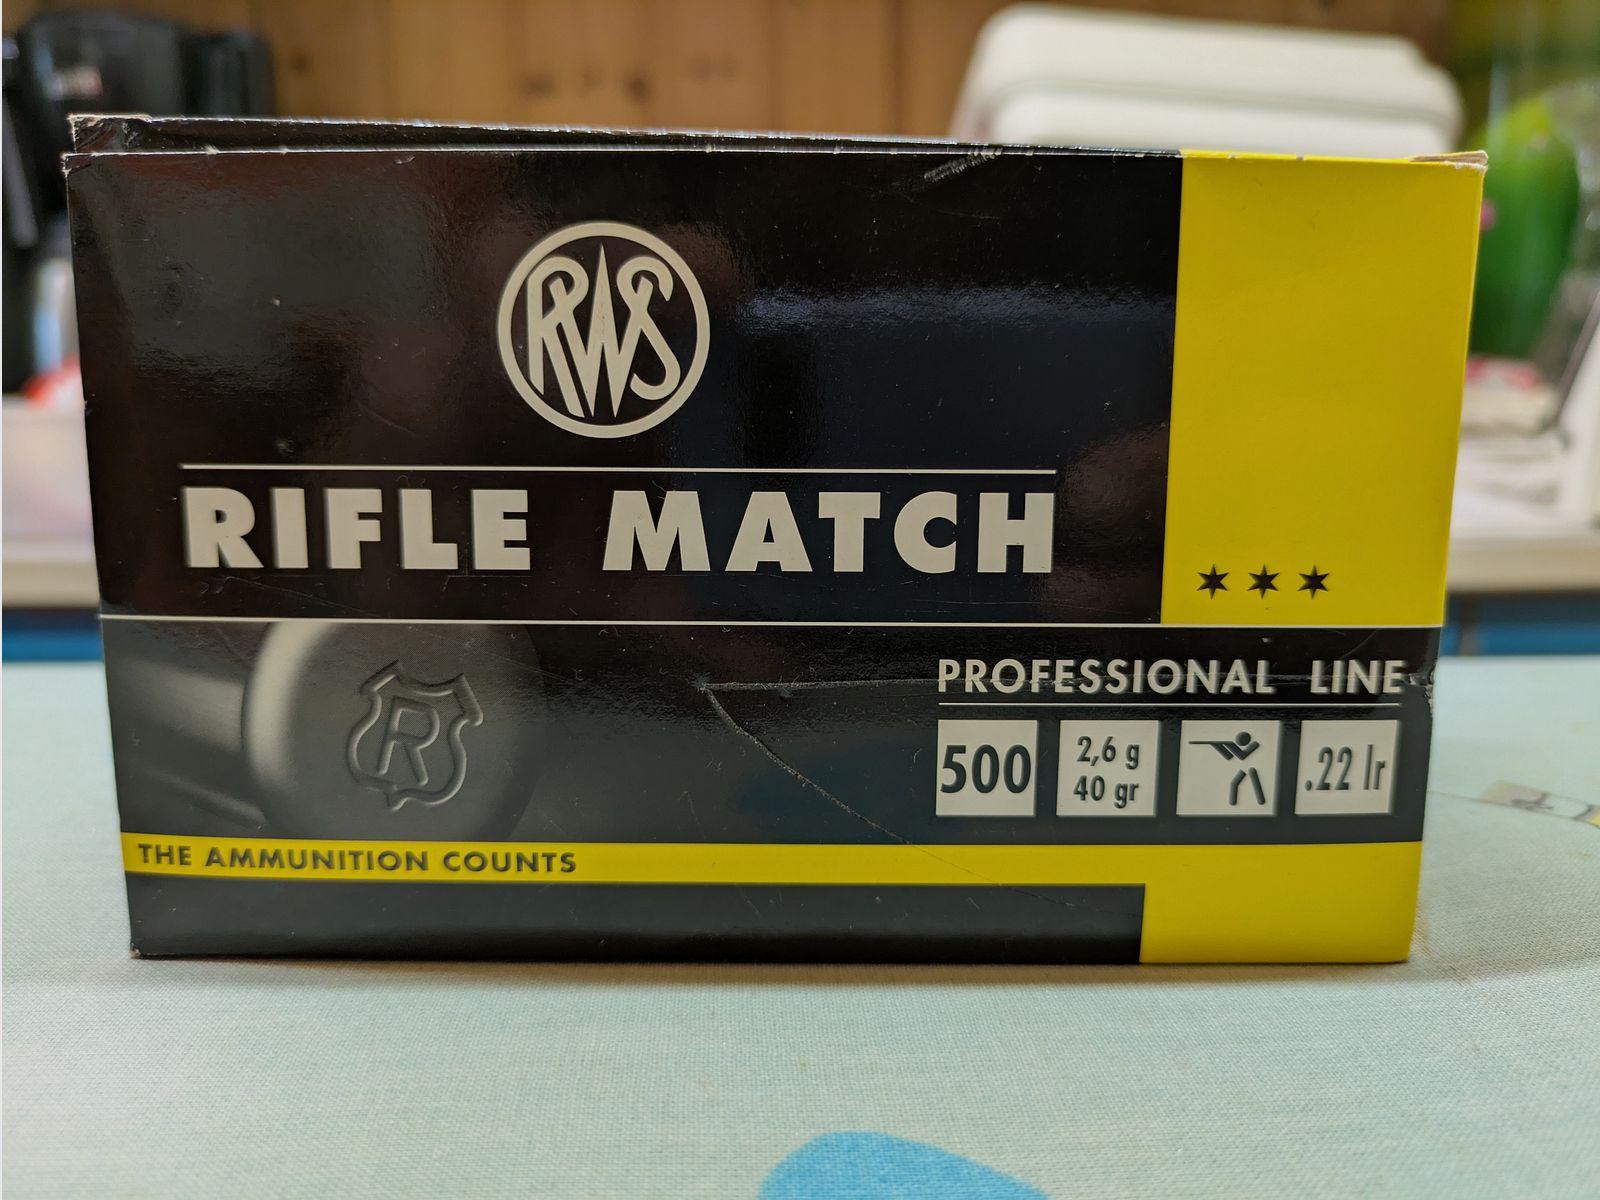 RWS
RIFLE MATCH
★★★
PROFESSIONAL LINE
500
2,6 g
40 gr
.22 lr
R
THE AMMUNITION COUNTS